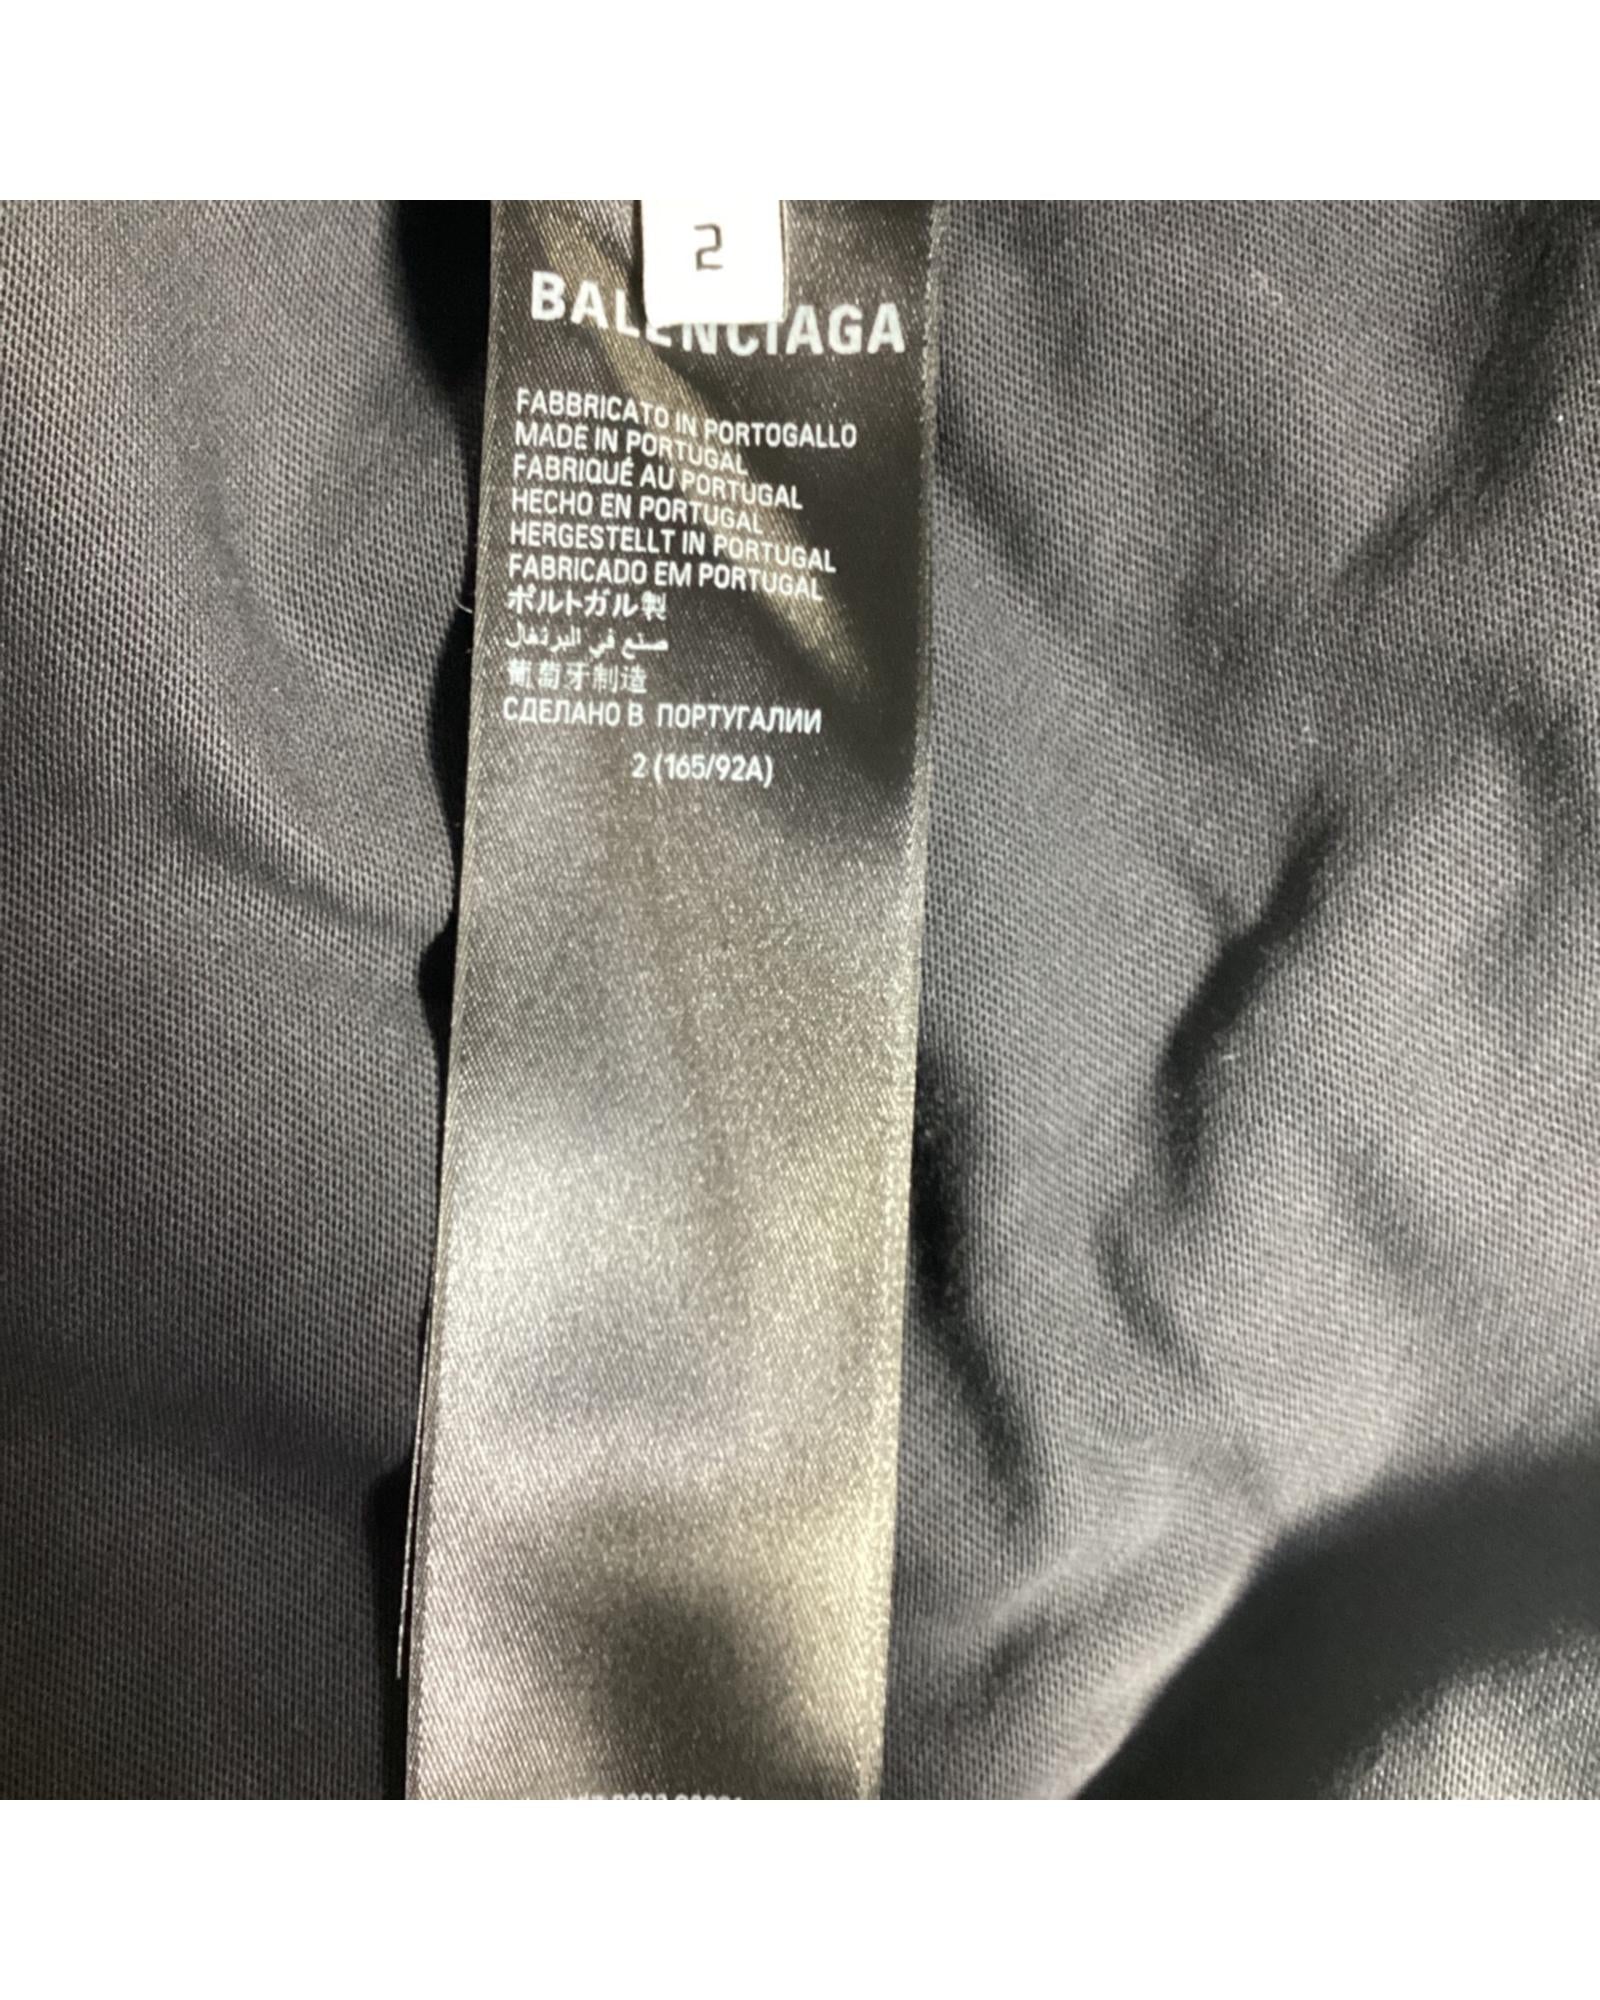 2
BALENCIAGA
FABBRICATO IN PORTOGALLO
MADE IN PORTUGAL
FABRIQUÉ AU PORTUGAL
HECHO EN PORTUGAL
HERGESTELLT IN PORTUGAL
FABRICADO EM PORTUGAL
ポルトガル製
صنع في البرتغال
葡萄牙制造
СДЕЛАНО В ПОРТУГАЛИИ
2 (165/92A)